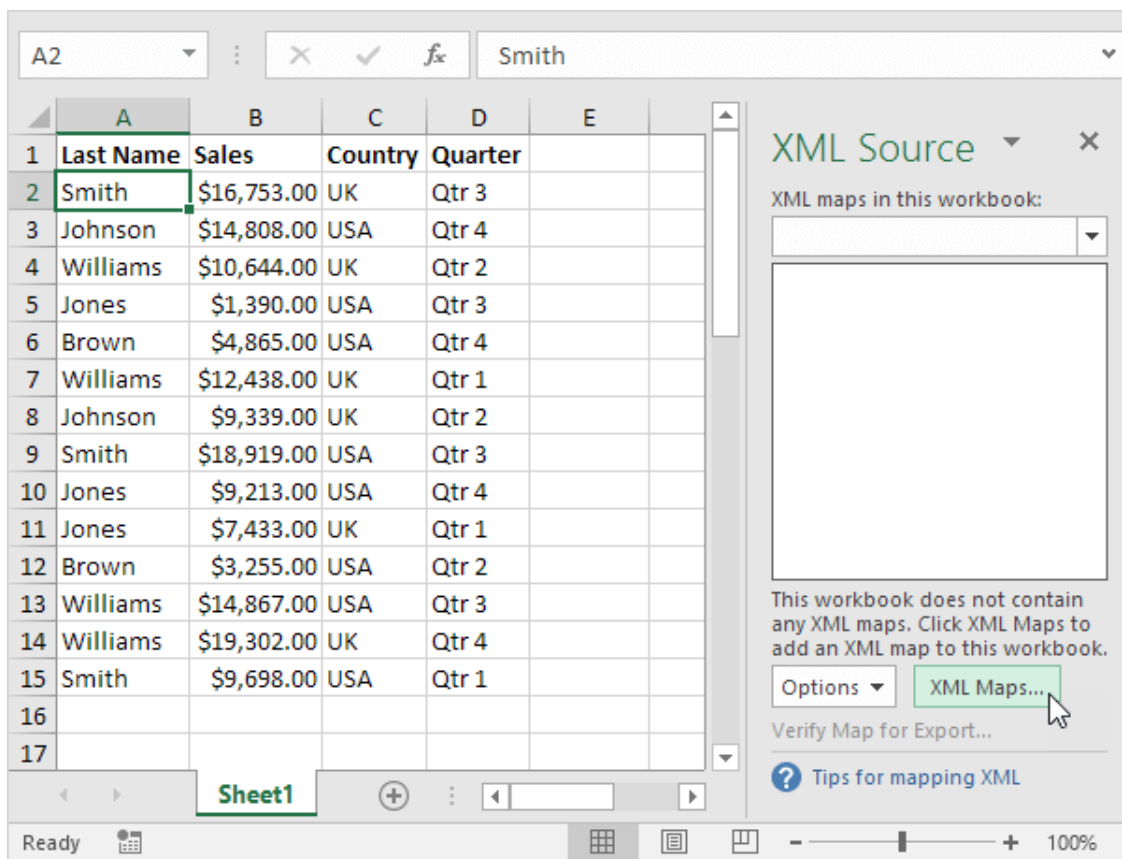 A2 fx Smith
A B C D E
1 Last Name Sales Country Quarter
2 Smith $16,753.00 UK Qtr 3
3 Johnson $14,808.00 USA Qtr 4
4 Williams $10,644.00 UK Qtr 2
5 Jones $1,390.00 USA Qtr 3
6 Brown $4,865.00 USA Qtr 4
7 Williams $12,438.00 UK Qtr 1
8 Johnson $9,339.00 UK Qtr 2
9 Smith $18,919.00 USA Qtr 3
10 Jones $9,213.00 USA Qtr 4
11 Jones $7,433.00 UK Qtr 1
12 Brown $3,255.00 USA Qtr 2
13 Williams $14,867.00 USA Qtr 3
14 Williams $19,302.00 UK Qtr 4
15 Smith $9,698.00 USA Qtr 1
16
17
Sheet1
Ready
100%
XML Source
XML maps in this workbook:
This workbook does not contain
any XML maps. Click XML Maps to
add an XML map to this workbook.
Options XML Maps...
Verify Map for Export...
? Tips for mapping XML